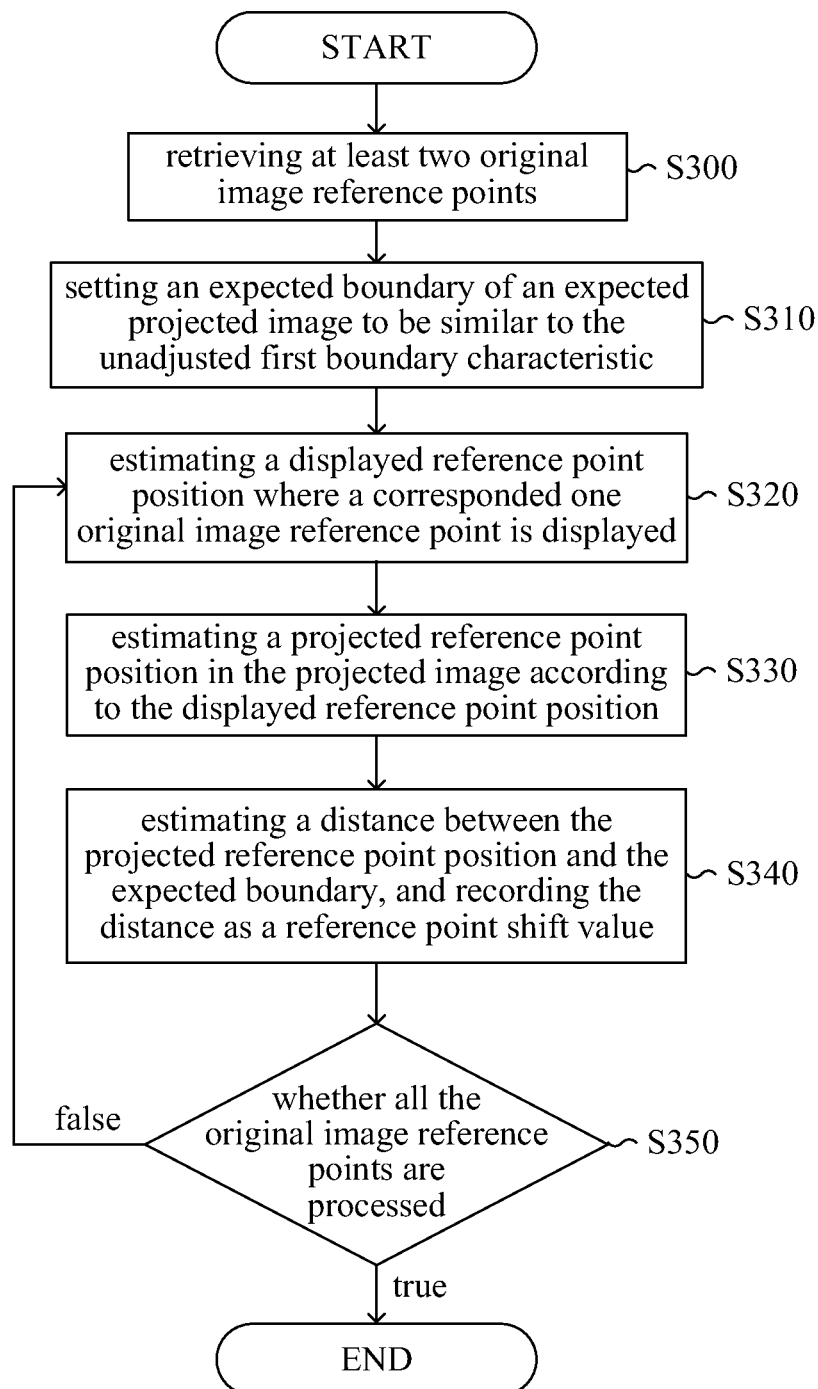 START
retrieving at least two original
image reference points
S300
setting an expected boundary of an expected
projected image to be similar to the
unadjusted first boundary characteristic
S310
estimating a displayed reference point
position where a corresponded one
original image reference point is displayed
S320
estimating a projected reference point
position in the projected image according
to the displayed reference point position
S330
estimating a distance between the
projected reference point position and the
expected boundary, and recording the
distance as a reference point shift value
S340
whether all the
original image reference
points are
processed
S350
false
true
END